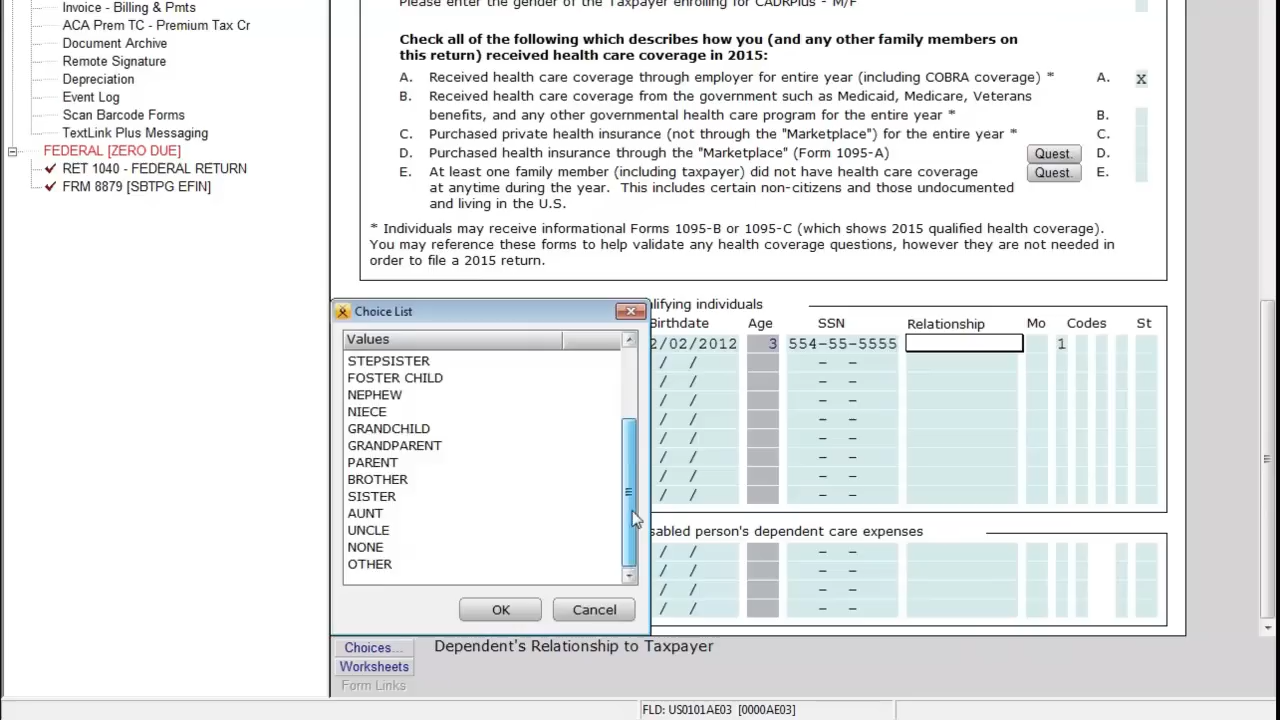 Invoice - Billing & Pmts
ACA Prem TC - Premium Tax Cr
Document Archive
Remote Signature
Depreciation
Event Log
Scan Barcode Forms
TextLink Plus Messaging
FEDERAL [ZERO DUE]
RET 1040 - FEDERAL RETURN
FRM 8879 [SBTPG EFIN]
Please enter the gender of the Taxpayer enrolling for CADRPlus - M/F
Check all of the following which describes how you (and any other family members on
this return) received health care coverage in 2015:
A. Received health care coverage through employer for entire year (including COBRA coverage) * A. X
B. Received health care coverage from the government such as Medicaid, Medicare, Veterans
benefits, and any other governmental health care program for the entire year * B.
C. Purchased private health insurance (not through the "Marketplace") for the entire year * C.
D. Purchased health insurance through the "Marketplace" (Form 1095-A) Quest. D.
E. At least one family member (including taxpayer) did not have health care coverage Quest. E.
at anytime during the year. This includes certain non-citizens and those undocumented
and living in the U.S.
* Individuals may receive informational Forms 1095-B or 1095-C (which shows 2015 qualified health coverage).
You may reference these forms to help validate any health coverage questions, however they are not needed in
order to file a 2015 return.
Choice List
Values
STEPSISTER
FOSTER CHILD
NEPHEW
NIECE
GRANDCHILD
GRANDPARENT
PARENT
BROTHER
SISTER
AUNT
UNCLE
NONE
OTHER
OK Cancel
lifying individuals
Birthdate Age SSN Relationship Mo Codes St
2/02/2012 3 554-55-5555 1
/ / - -
/ / - -
/ / - -
/ / - -
/ / - -
/ / - -
/ / - -
/ / - -
sabled person's dependent care expenses
/ / - -
/ / - -
/ / - -
/ / - -
Choices... Dependent's Relationship to Taxpayer
Worksheets
Form Links
FLD: US0101AE03 [0000AE03]